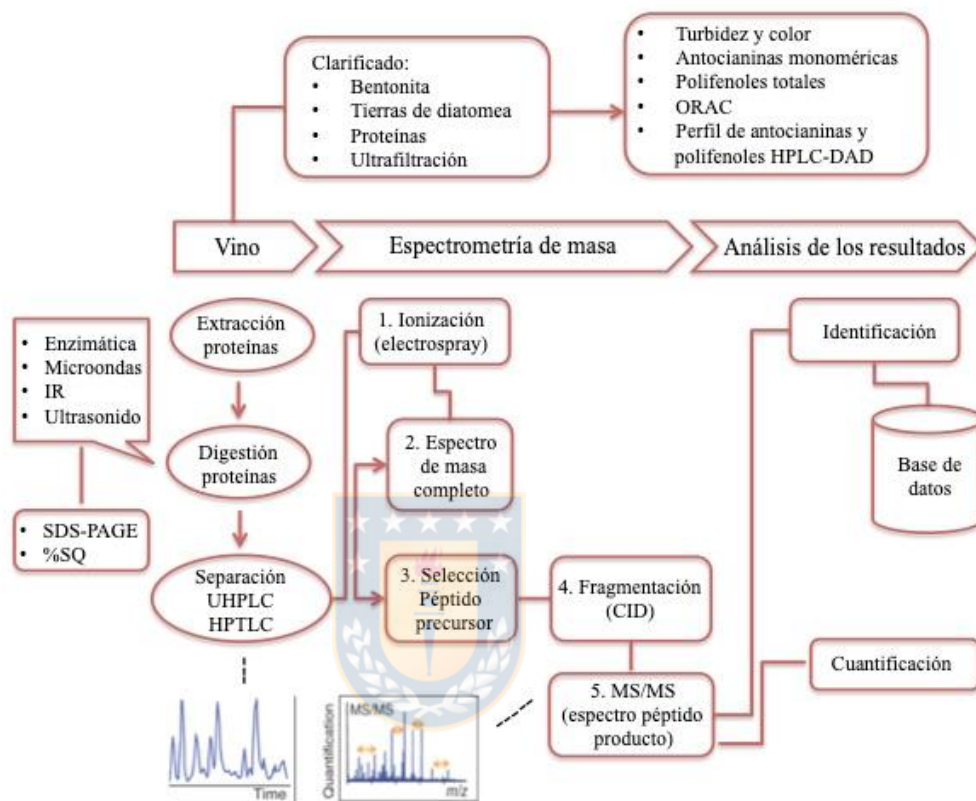 Clarificado:
• Bentonita
• Tierras de diatomea
• Proteínas
• Ultrafiltración
• Turbidez y color
• Antocianinas monoméricas
• Polifenoles totales
• ORAC
• Perfil de antocianinas y
polifenoles HPLC-DAD
Vino
Espectrometría de masa
Análisis de los resultados
• Enzimática
• Microondas
• IR
• Ultrasonido
• SDS-PAGE
• %SQ
Extracción
proteínas
Digestión
proteínas
Separación
UHPLC
HPTLC
1. Ionización
(electrospray)
2. Espectro
de masa
completo
3. Selección
Péptido
precursor
4. Fragmentación
(CID)
5. MS/MS
(espectro péptido
producto)
Identificación
Base de
datos
Cuantificación
Time
Quantification
MS/MS
m/z